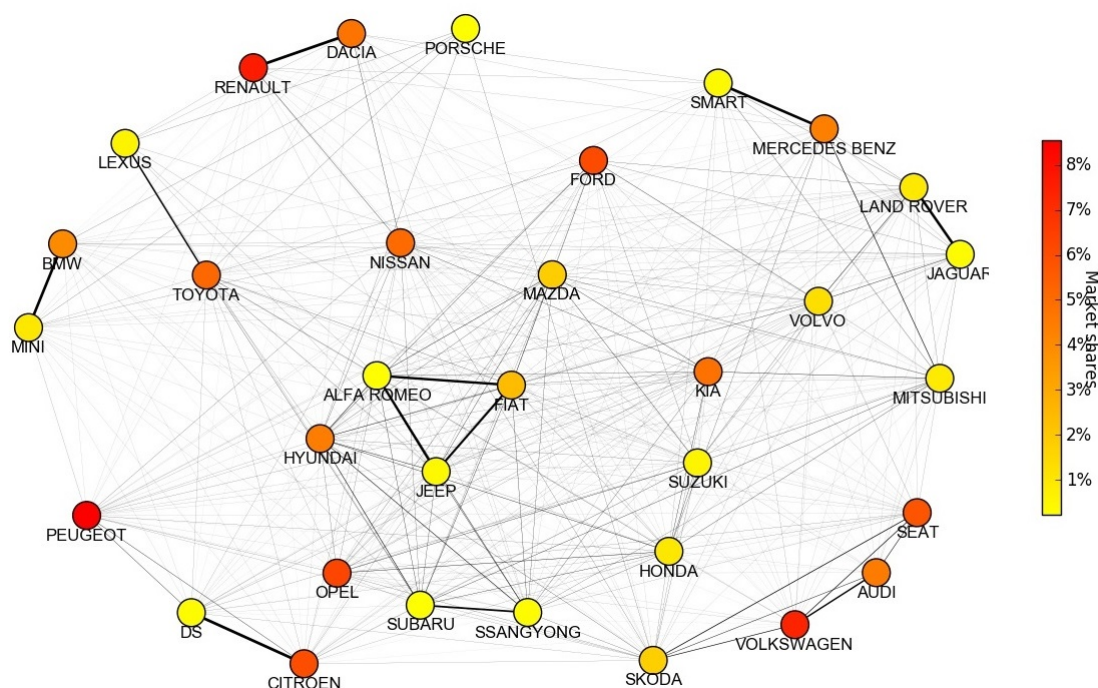 DACIA
PORSCHE
RENAULT
SMART
MERCEDES BENZ
LEXUS
FORD
LAND ROVER
BMW
NISSAN
JAGUAR
TOYOTA
MAZDA
VOLVO
MINI
ALFA ROMEO
FIAT
KIA
MITSUBISHI
HYUNDAI
JEEP
SUZUKI
PEUGEOT
SEAT
HONDA
OPEL
AUDI
SUBARU
SSANGYONG
DS
VOLKSWAGEN
CITROEN
SKODA
8%
7%
6%
5%
4%
3%
2%
1%
Market shares